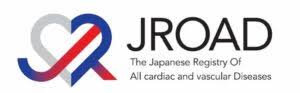 JROAD
The Japanese Registry Of
All cardiac and vascular Diseases